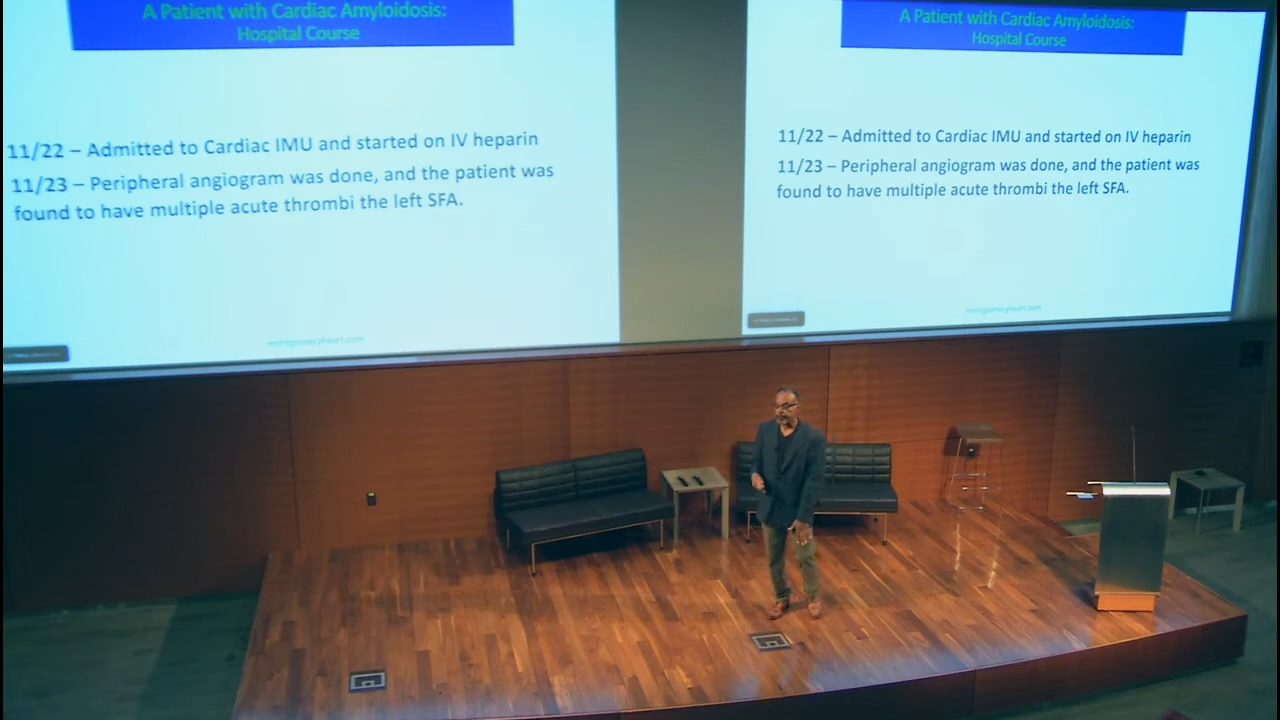 A Patient with Cardiac Amyloidosis:
Hospital Course
11/22 – Admitted to Cardiac IMU and started on IV heparin
11/23 – Peripheral angiogram was done, and the patient was
found to have multiple acute thrombi the left SFA.
montgomeryheart.com
A Patient with Cardiac Amyloidosis:
Hospital Course
11/22 – Admitted to Cardiac IMU and started on IV heparin
11/23 – Peripheral angiogram was done, and the patient was
found to have multiple acute thrombi the left SFA.
montgomeryheart.com